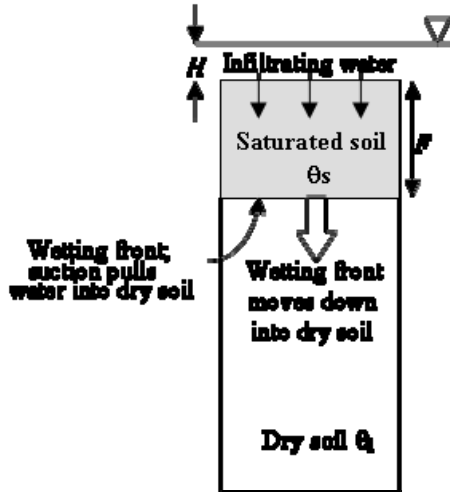 H
Infiltrating water
Saturated soil
θs
F
Wetting front,
suction pulls
water into dry soil
Wetting front
moves down
into dry soil
Dry soil θi